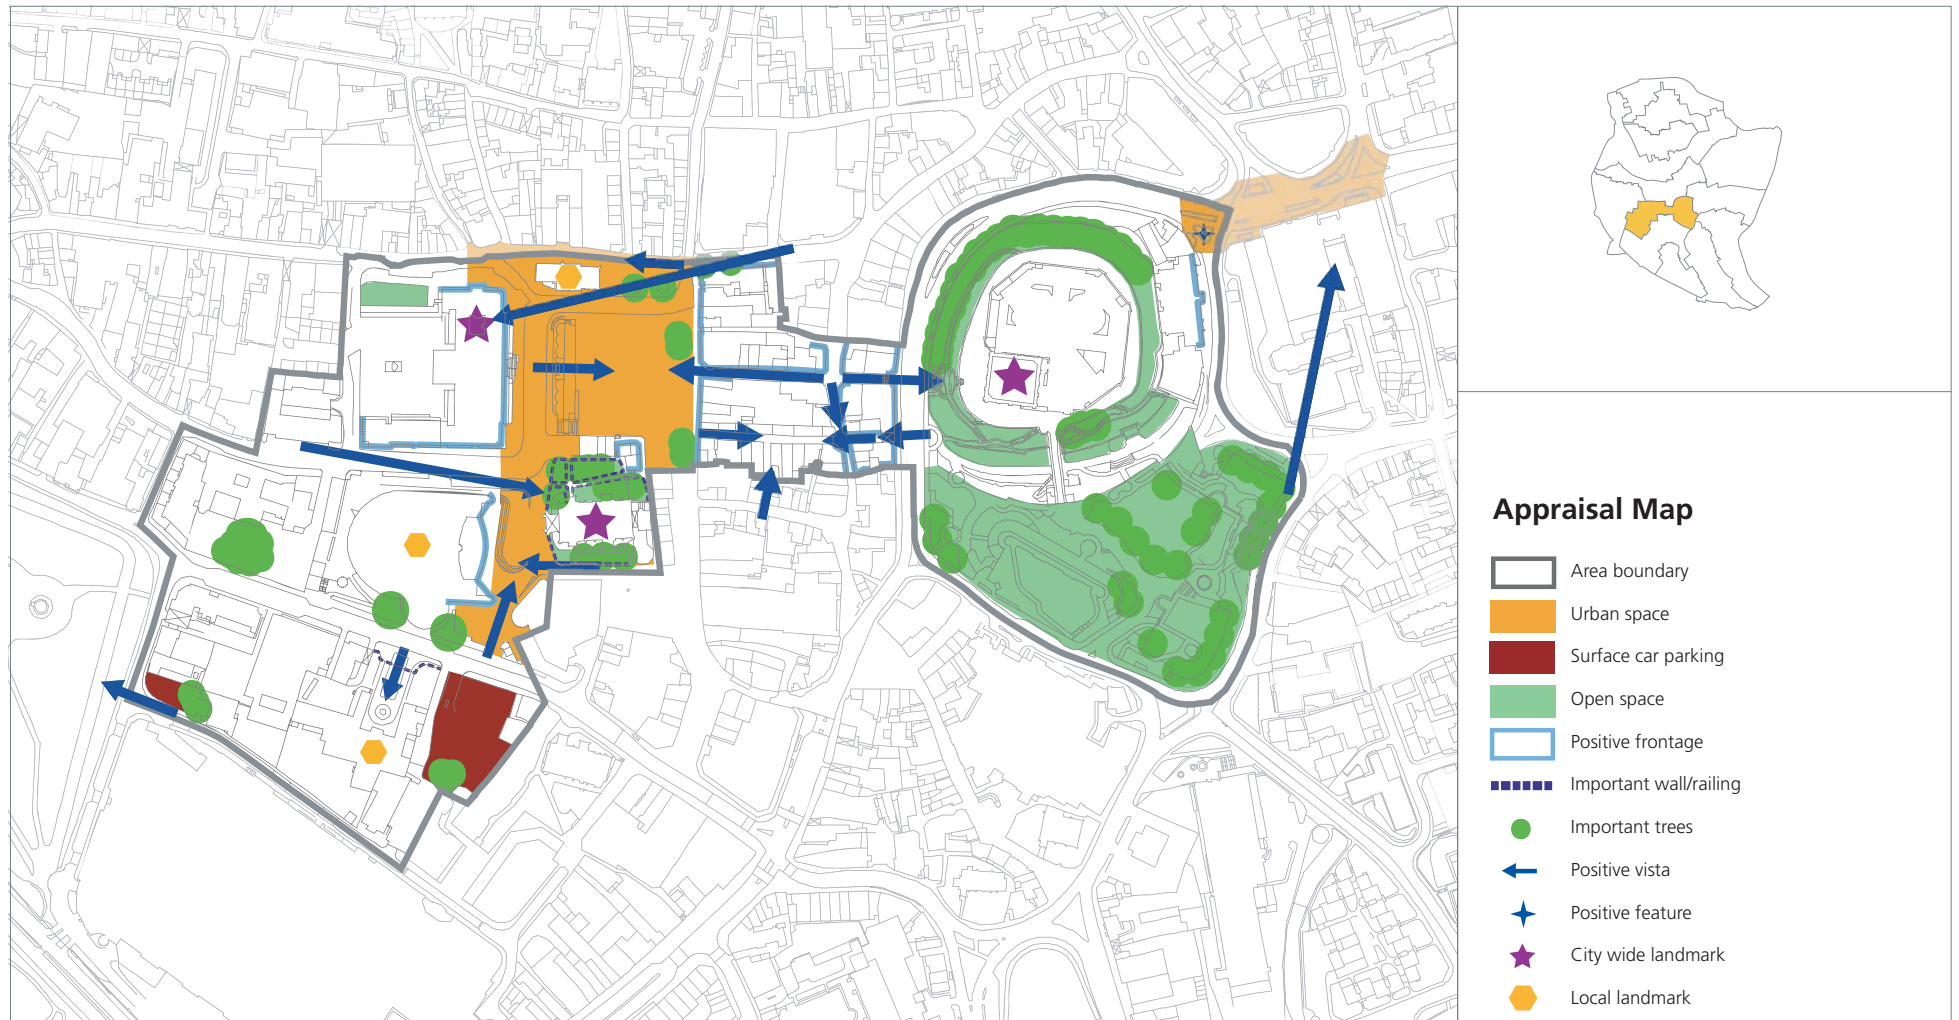 Appraisal Map
Area boundary
Urban space
Surface car parking
Open space
Positive frontage
Important wall/railing
Important trees
Positive vista
Positive feature
City wide landmark
Local landmark